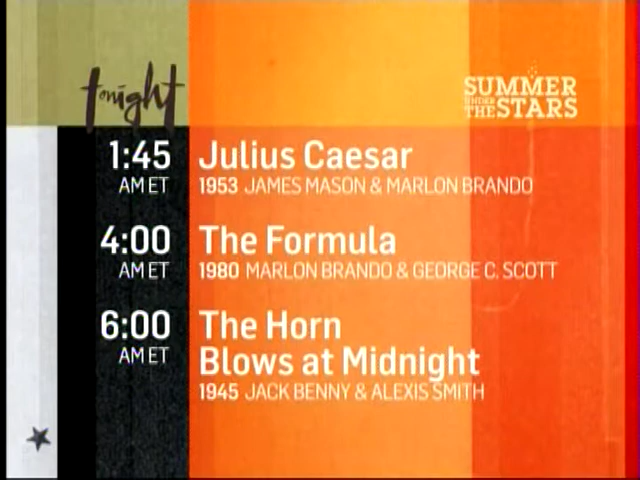 tonight
SUMMER
UNDER
THE STARS
1:45
AM ET
Julius Caesar
1953 JAMES MASON & MARLON BRANDO
4:00
AM ET
The Formula
1980 MARLON BRANDO & GEORGE C. SCOTT
6:00
AM ET
The Horn
Blows at Midnight
1945 JACK BENNY & ALEXIS SMITH